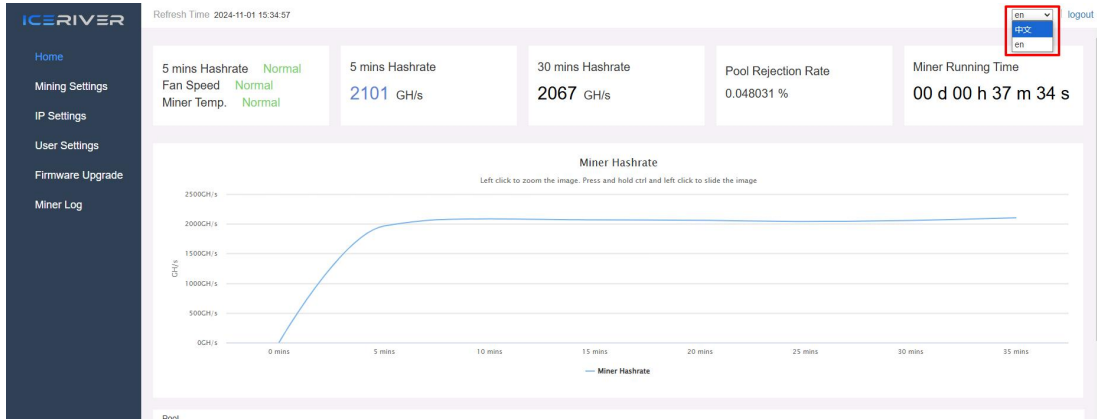 ICERIVER
Refresh Time 2024-11-01 15:34:57
en
logout
中文
en
Home
Mining Settings
IP Settings
User Settings
Firmware Upgrade
Miner Log
5 mins Hashrate Normal
Fan Speed Normal
Miner Temp. Normal
5 mins Hashrate
2101 GH/s
30 mins Hashrate
2067 GH/s
Pool Rejection Rate
0.048031 %
Miner Running Time
00 d 00 h 37 m 34 s
Miner Hashrate
Left click to zoom the image. Press and hold ctrl and left click to slide the image
2500GH/s
2000GH/s
1500GH/s
1000GH/s
500GH/s
0GH/s
GH/s
0 mins 5 mins 10 mins 15 mins 20 mins 25 mins 30 mins 35 mins
Miner Hashrate
Pool